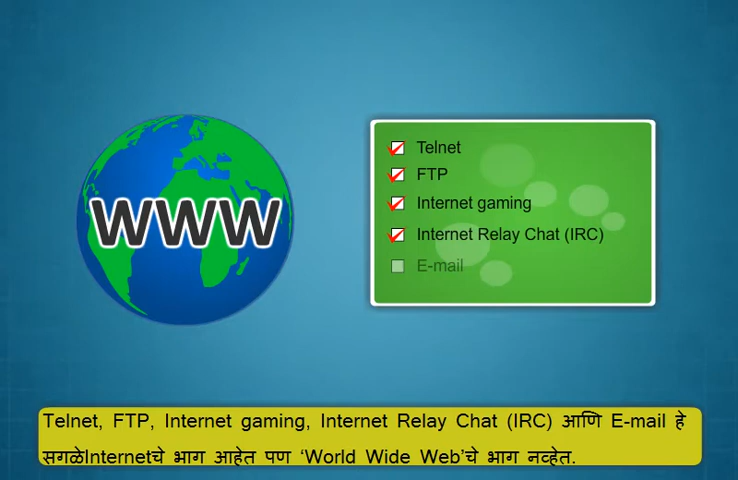 WWW
Telnet
FTP
Internet gaming
Internet Relay Chat (IRC)
E-mail
Telnet, FTP, Internet gaming, Internet Relay Chat (IRC) आणि E-mail हे
सगळेInternetचे भाग आहेत पण ‘World Wide Web’चे भाग नव्हेत.